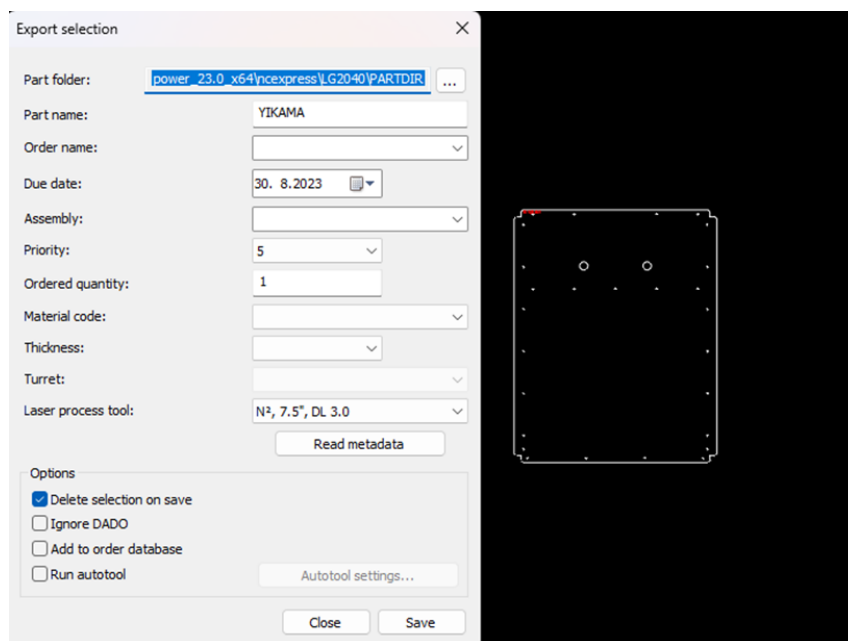 Export selection
Part folder: power_23.0_x64\ncexpress\LG2040\PARTDIR ...
Part name: YIKAMA
Order name:
Due date: 30. 8.2023
Assembly:
Priority: 5
Ordered quantity: 1
Material code:
Thickness:
Turret:
Laser process tool: N², 7.5", DL 3.0
Read metadata
Options
Delete selection on save
Ignore DADO
Add to order database
Run autotool Autotool settings...
Close Save